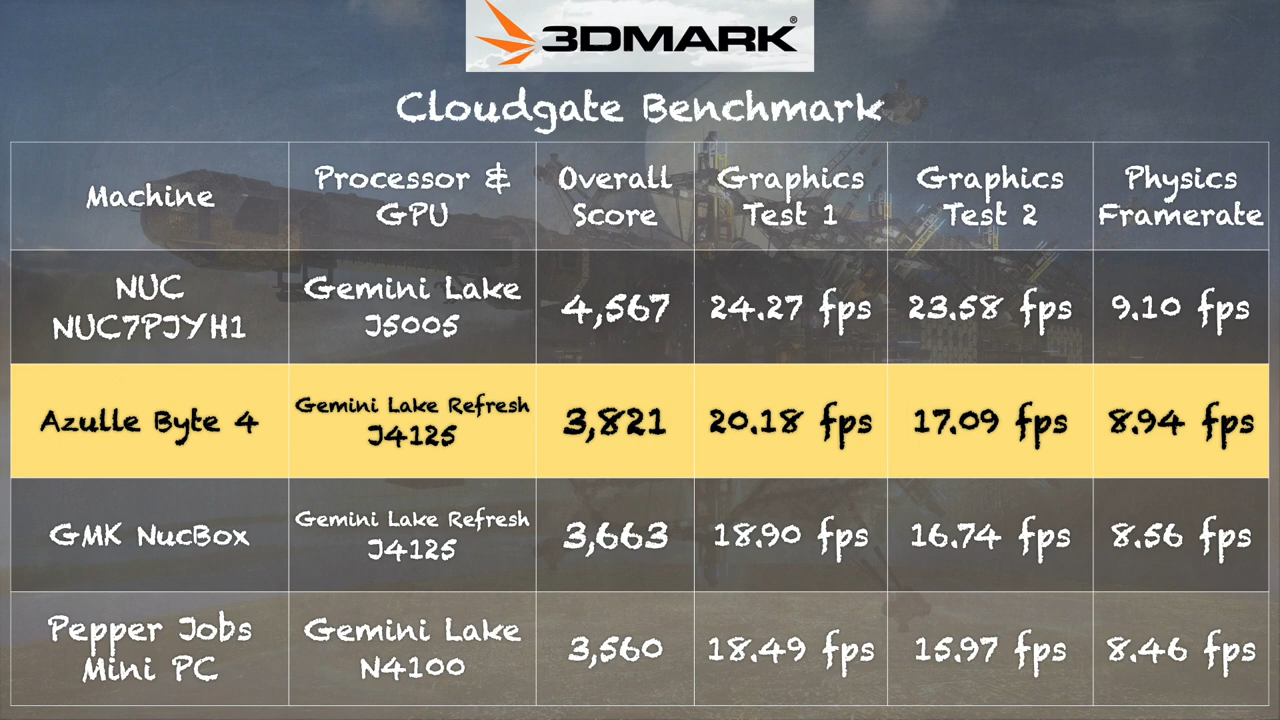 3DMARK®
Cloudgate Benchmark
Machine
Processor &
GPU
Overall
Score
Graphics
Test 1
Graphics
Test 2
Physics
Framerate
NUC
NUC7PJYH1
Gemini Lake
J5005
4,567
24.27 fps
23.58 fps
9.10 fps
Azulle Byte 4
Gemini Lake Refresh
J4125
3,821
20.18 fps
17.09 fps
8.94 fps
GMK NucBox
Gemini Lake Refresh
J4125
3,663
18.90 fps
16.74 fps
8.56 fps
Pepper Jobs
Mini PC
Gemini Lake
N4100
3,560
18.49 fps
15.97 fps
8.46 fps